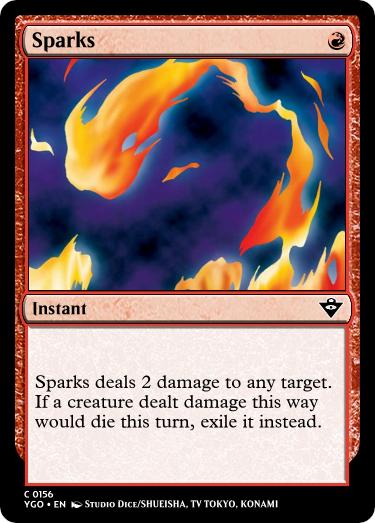 Sparks
Instant
Sparks deals 2 damage to any target.
If a creature dealt damage this way
would die this turn, exile it instead.
C 0156
YGO • EN Studio Dice/SHUEISHA, TV TOKYO, KONAMI